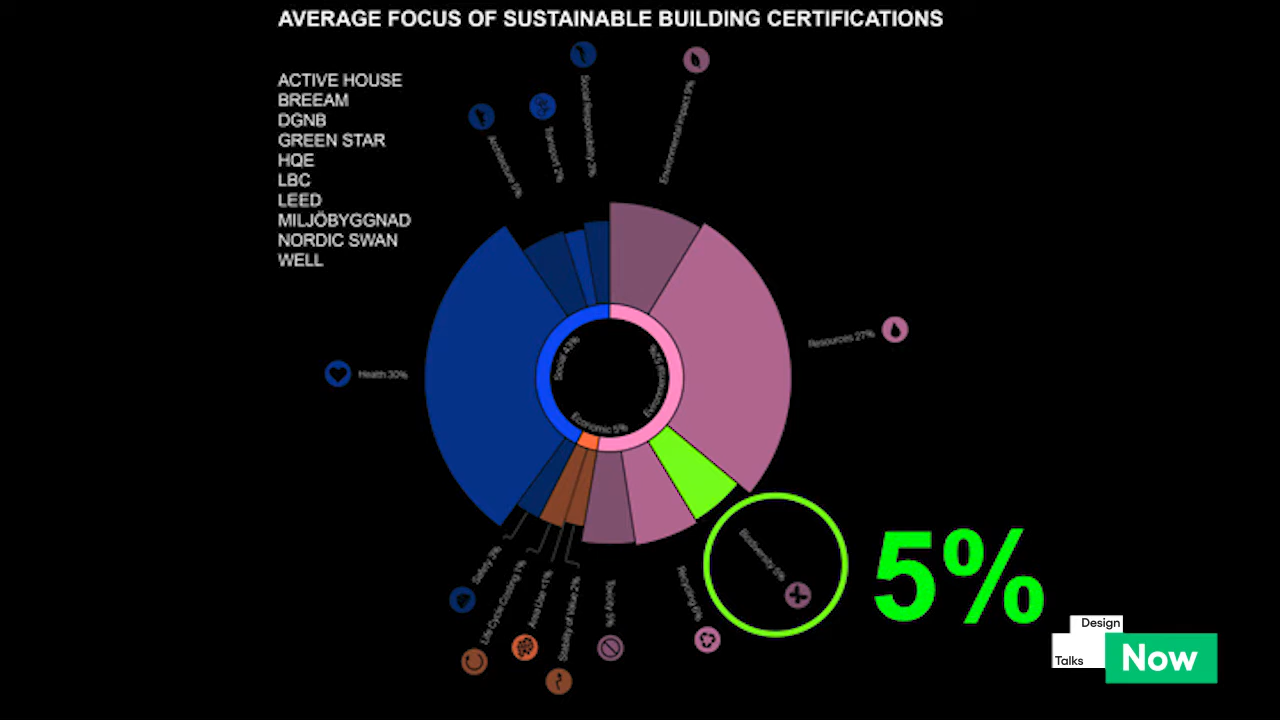 AVERAGE FOCUS OF SUSTAINABLE BUILDING CERTIFICATIONS
ACTIVE HOUSE
BREEAM
DGNB
GREEN STAR
HQE
LBC
LEED
MILJÖBYGGNAD
NORDIC SWAN
WELL
Architecture 5%
Transport 2%
Social Responsibility 3%
Environmental Impact 9%
Resources 27%
Health 30%
Social 43%
Economic 5%
Safety 3%
Life Cycle Costing 1%
Area Use <1%
Stability of Value 2%
Toxicity 5%
Recycling 6%
Biodiversity 5%
5%
Design
Talks
Now